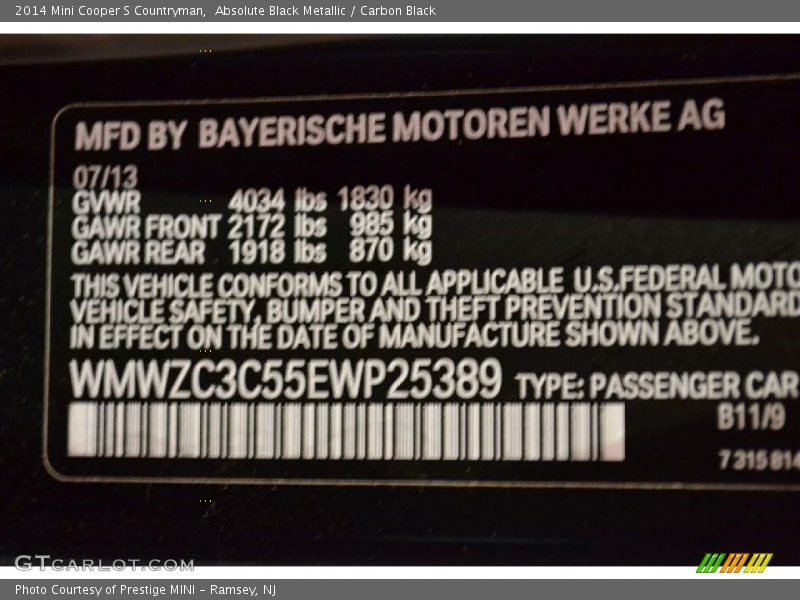 2014 Mini Cooper S Countryman,  Absolute Black Metallic / Carbon Black
MFD BY BAYERISCHE MOTOREN WERKE AG
07/13
GVWR 4034 lbs 1830 kg
GAWR FRONT 2172 lbs 985 kg
GAWR REAR 1918 lbs 870 kg
THIS VEHICLE CONFORMS TO ALL APPLICABLE U.S.FEDERAL MOTO
VEHICLE SAFETY, BUMPER AND THEFT PREVENTION STANDARD
IN EFFECT ON THE DATE OF MANUFACTURE SHOWN ABOVE.
WMWZC3C55EWP25389 TYPE: PASSENGER CAR
B11/9
7315814
GTCARLOT.COM
Photo Courtesy of Prestige MINI - Ramsey, NJ